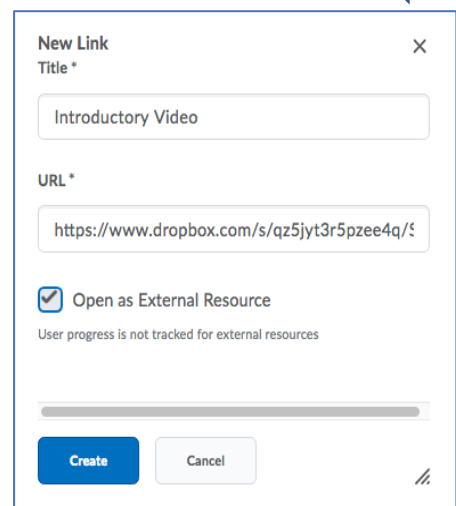 New Link
Title *
Introductory Video
URL *
https://www.dropbox.com/s/qz5jyt3r5pzee4q/S
Open as External Resource
User progress is not tracked for external resources
Create Cancel